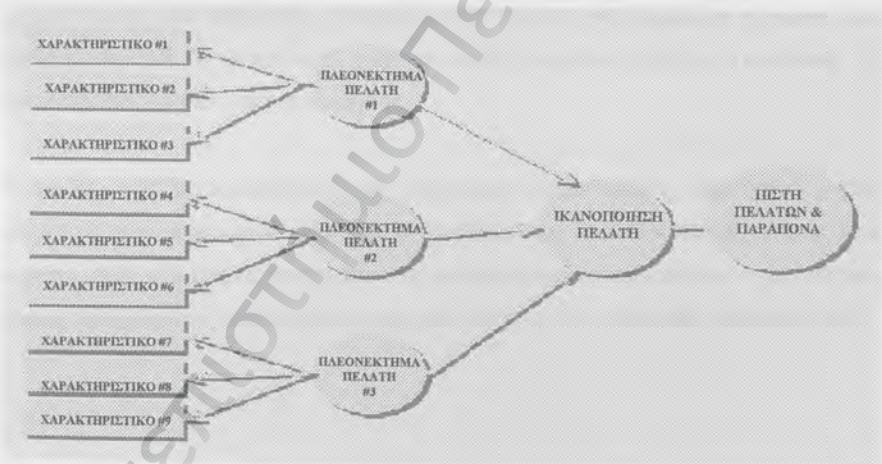 ΧΑΡΑΚΤΗΡΙΣΤΙΚΟ #1
ΧΑΡΑΚΤΗΡΙΣΤΙΚΟ #2
ΧΑΡΑΚΤΗΡΙΣΤΙΚΟ #3
ΧΑΡΑΚΤΗΡΙΣΤΙΚΟ #4
ΧΑΡΑΚΤΗΡΙΣΤΙΚΟ #5
ΧΑΡΑΚΤΗΡΙΣΤΙΚΟ #6
ΧΑΡΑΚΤΗΡΙΣΤΙΚΟ #7
ΧΑΡΑΚΤΗΡΙΣΤΙΚΟ #8
ΧΑΡΑΚΤΗΡΙΣΤΙΚΟ #9
ΠΛΕΟΝΕΚΤΗΜΑ
ΠΕΛΑΤΗ
#1
ΠΛΕΟΝΕΚΤΗΜΑ
ΠΕΛΑΤΗ
#2
ΠΛΕΟΝΕΚΤΗΜΑ
ΠΕΛΑΤΗ
#3
ΙΚΑΝΟΠΟΙΗΣΗ
ΠΕΛΑΤΗ
ΠΙΣΤΗ
ΠΕΛΑΤΩΝ &
ΠΑΡΑΠΟΝΑ